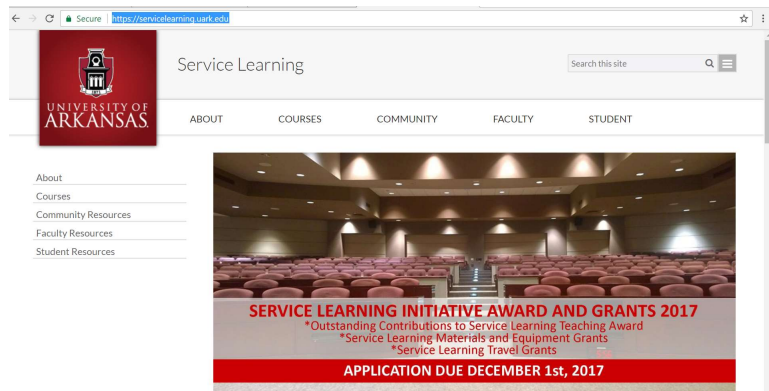 Secure | https://servicelearning.uark.edu
UNIVERSITY OF
ARKANSAS
Service Learning
Search this site
ABOUT COURSES COMMUNITY FACULTY STUDENT
About
Courses
Community Resources
Faculty Resources
Student Resources
SERVICE LEARNING INITIATIVE AWARD AND GRANTS 2017
*Outstanding Contributions to Service Learning Teaching Award
*Service Learning Materials and Equipment Grants
*Service Learning Travel Grants
APPLICATION DUE DECEMBER 1st, 2017